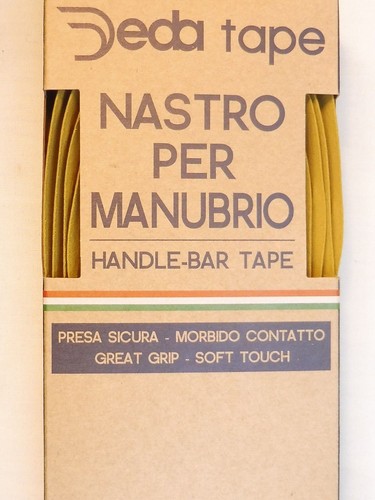 Deda tape
NASTRO
PER
MANUBRIO
HANDLE-BAR TAPE
PRESA SICURA - MORBIDO CONTATTO
GREAT GRIP - SOFT TOUCH